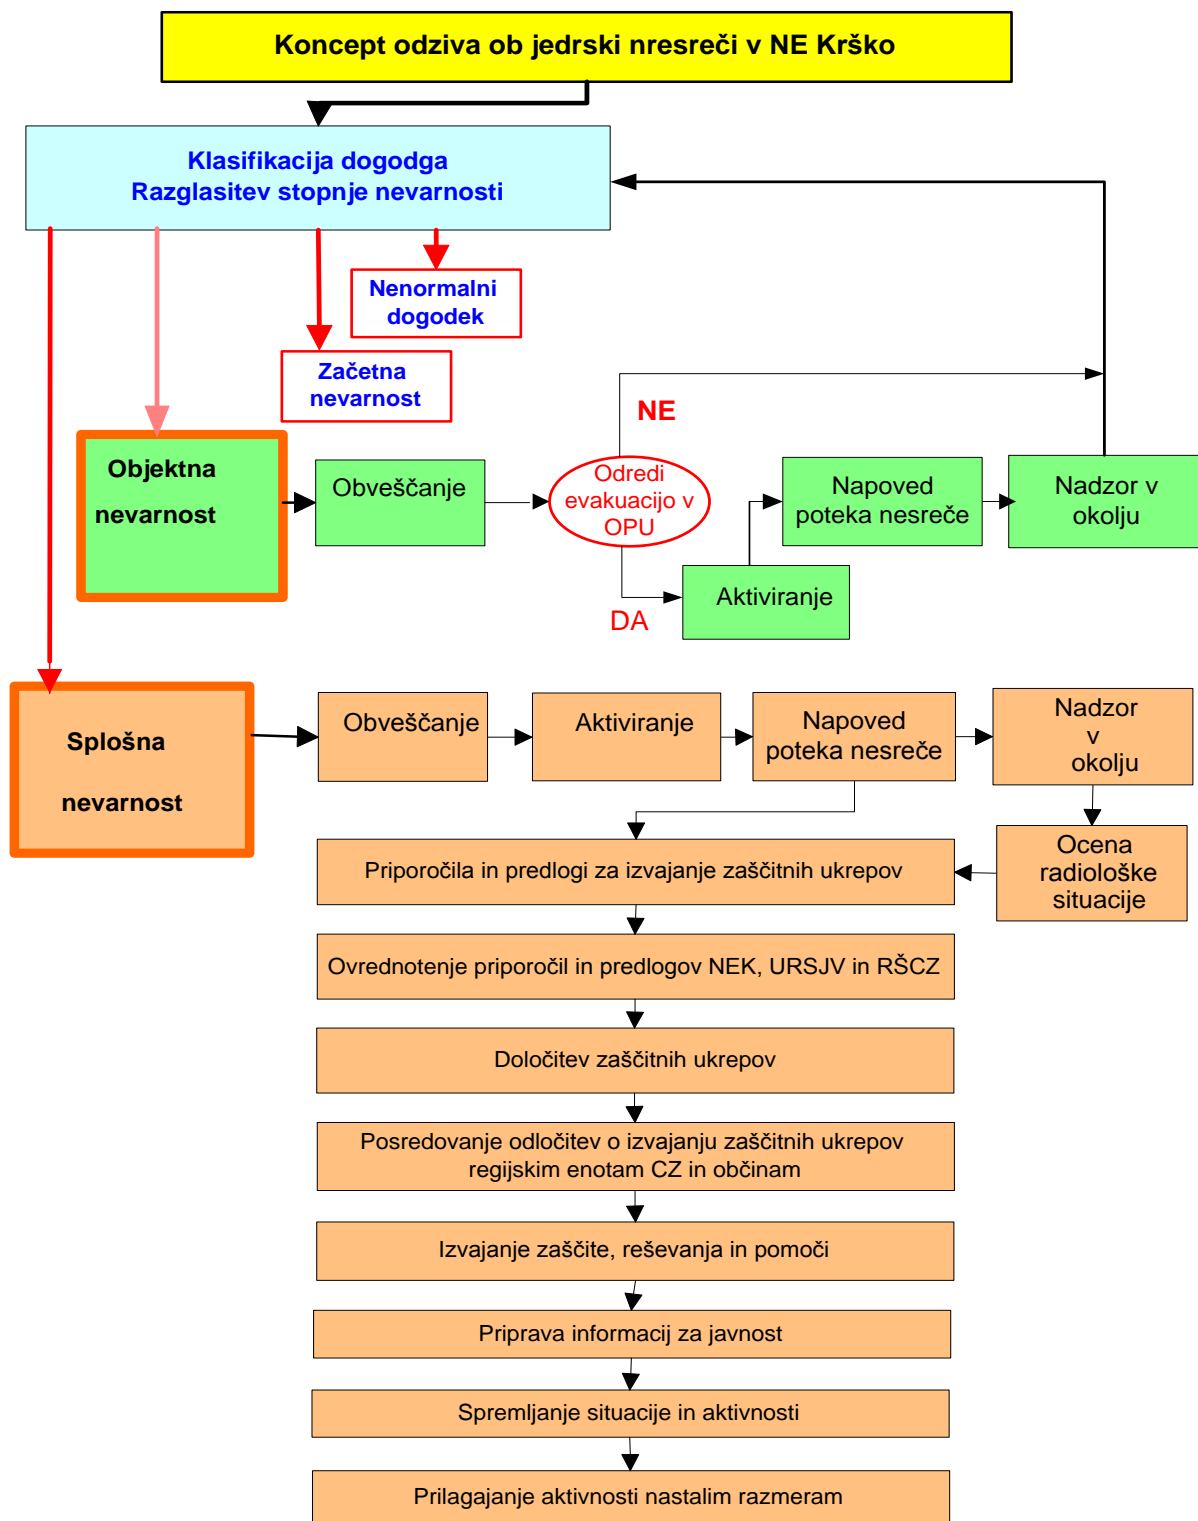 Koncept odziva ob jedrski nresreči v NE Krško
Klasifikacija dogodga
Razglasitev stopnje nevarnosti
Nenormalni
dogodek
Začetna
nevarnost
NE
Objektna
nevarnost
Obveščanje
Odredi
evakuacijo v
OPU
Napoved
poteka nesreče
Nadzor v
okolju
DA
Aktiviranje
Splošna
nevarnost
Obveščanje
Aktiviranje
Napoved
poteka nesreče
Nadzor
v
okolju
Ocena
radiološke
situacije
Priporočila in predlogi za izvajanje zaščitnih ukrepov
Ovrednotenje priporočil in predlogov NEK, URSJV in RŠCZ
Določitev zaščitnih ukrepov
Posredovanje odločitev o izvajanju zaščitnih ukrepov
regijskim enotam CZ in občinam
Izvajanje zaščite, reševanja in pomoči
Priprava informacij za javnost
Spremljanje situacije in aktivnosti
Prilagajanje aktivnosti nastalim razmeram